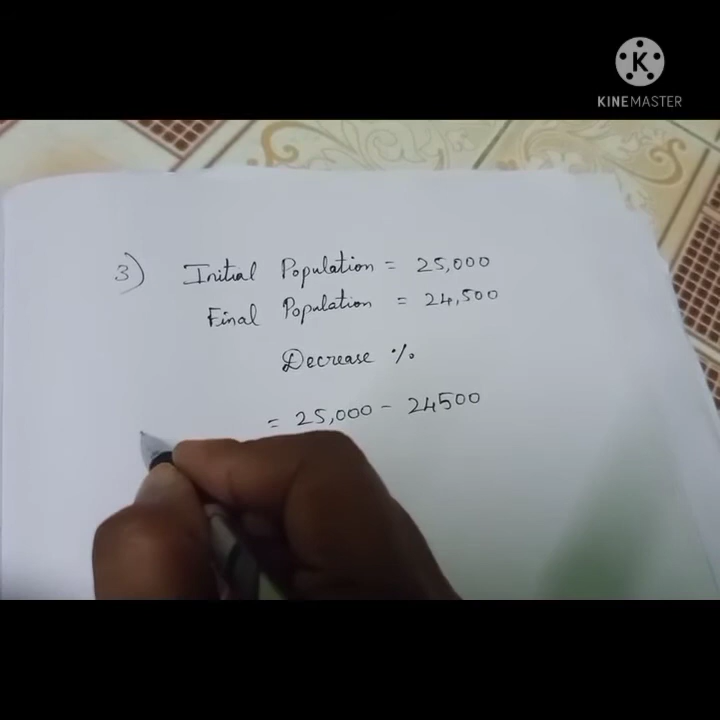 K
KINEMASTER
3) Initial Population = 25,000
Final Population = 24,500
Decrease %
= 25,000 - 24500